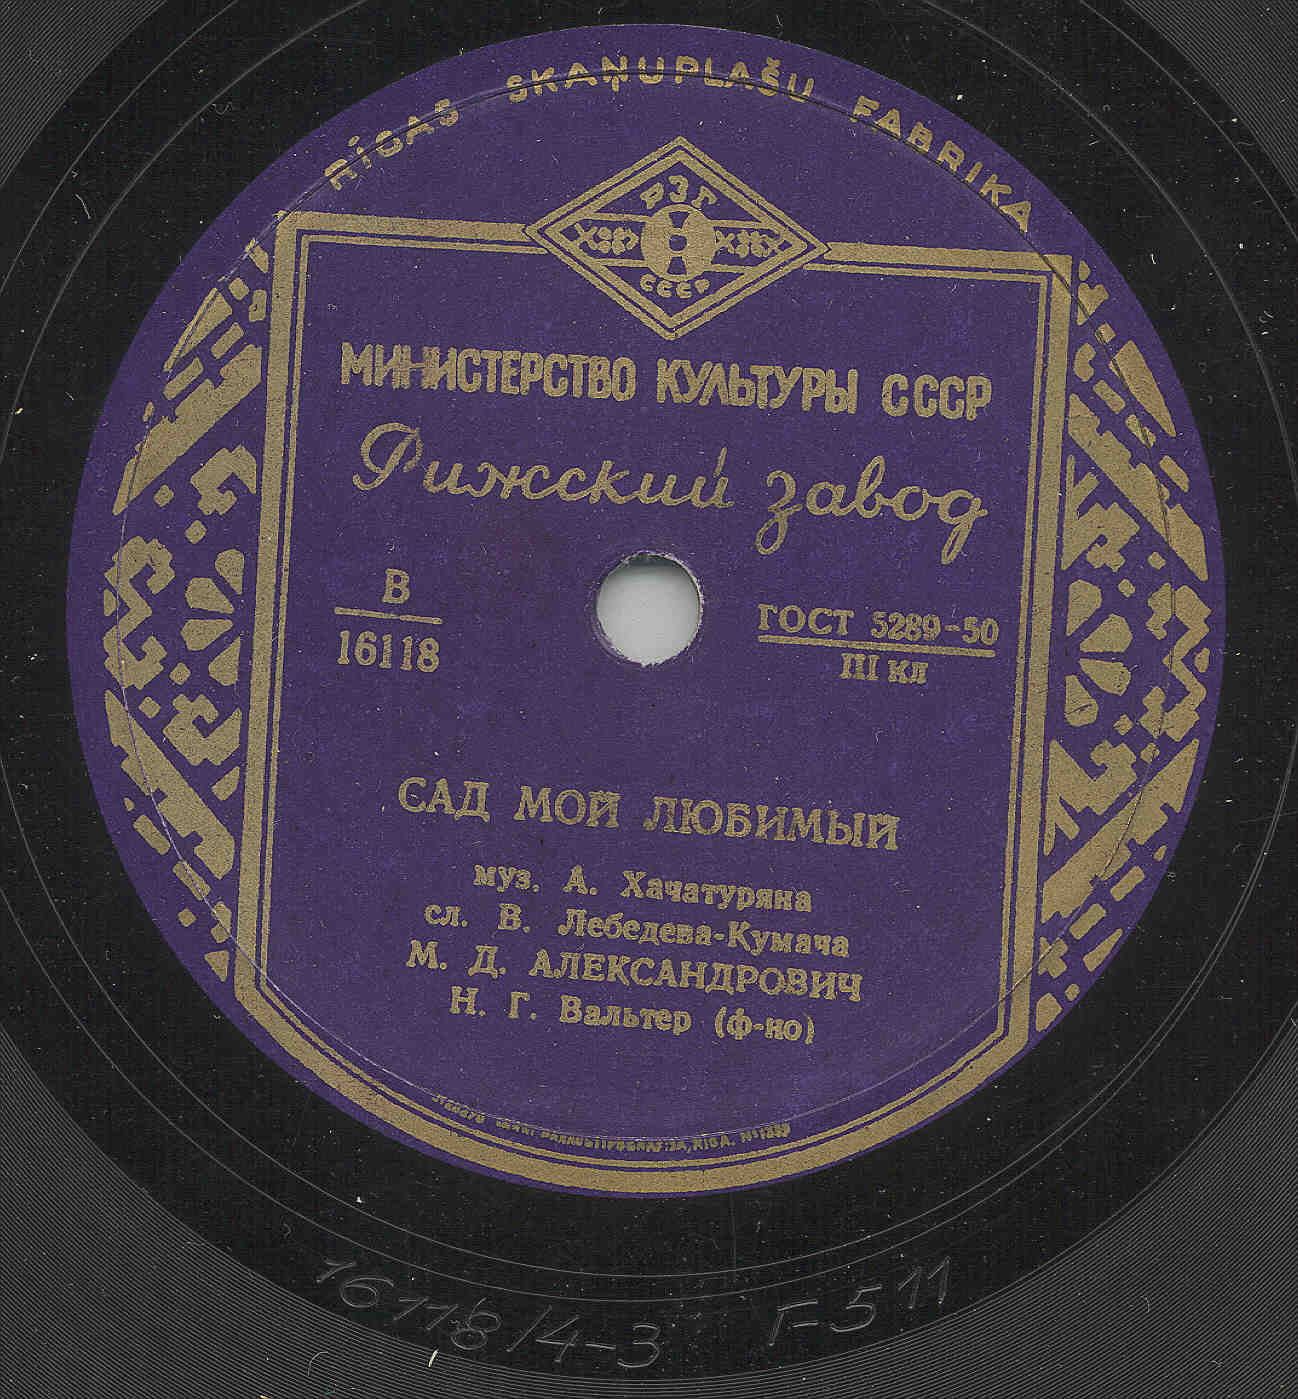 RĪGAS SKAŅUPLAŠU FABRIKA
РЗГ
СССР
МИНИСТЕРСТВО КУЛЬТУРЫ СССР
Рижский завод
В
16118
ГОСТ 5289-50
III кл
САД МОЙ ЛЮБИМЫЙ
муз. А. Хачатуряна
сл. В. Лебедева-Кумача
М. Д. АЛЕКСАНДРОВИЧ
Н. Г. Вальтер (ф-но)
RIGA.
16118/4-3 Г-511